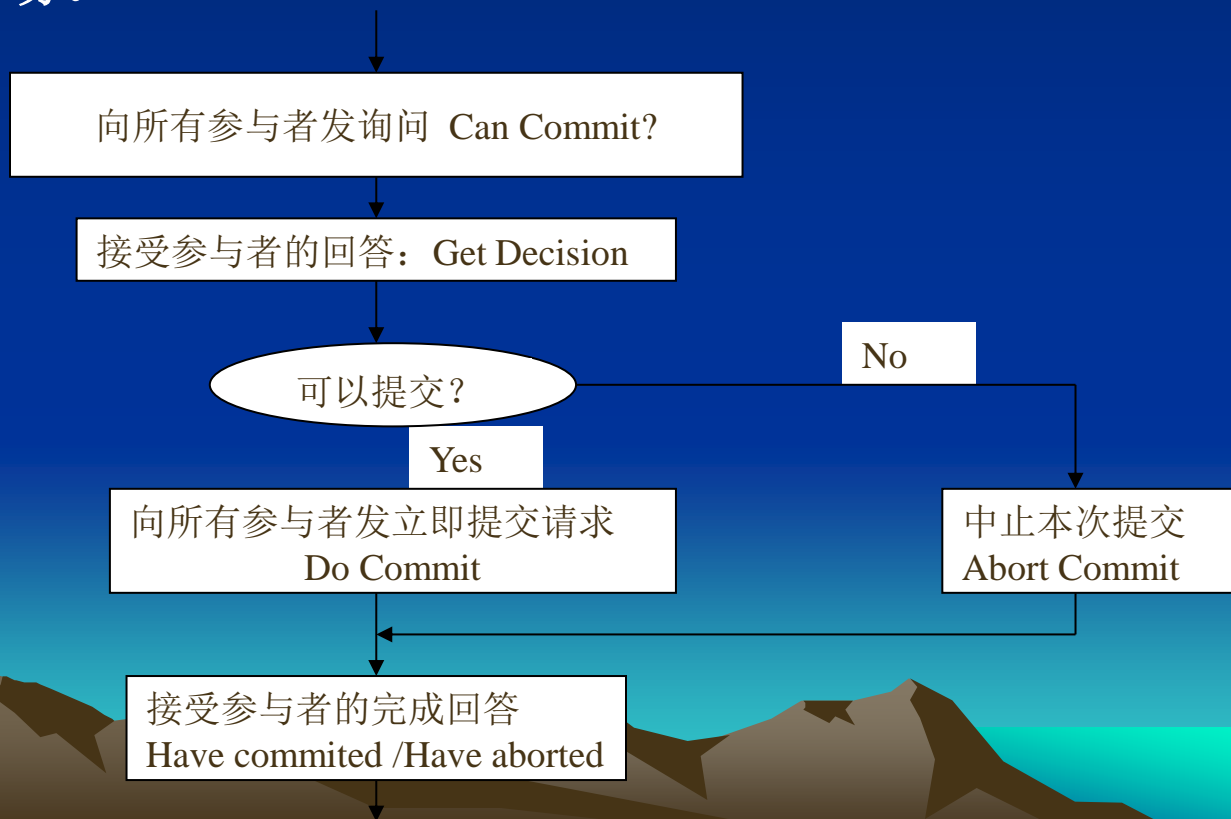 向所有参与者发询问 Can Commit?
接受参与者的回答：Get Decision
可以提交？
No
Yes
向所有参与者发立即提交请求
Do Commit
中止本次提交
Abort Commit
接受参与者的完成回答
Have commited /Have aborted